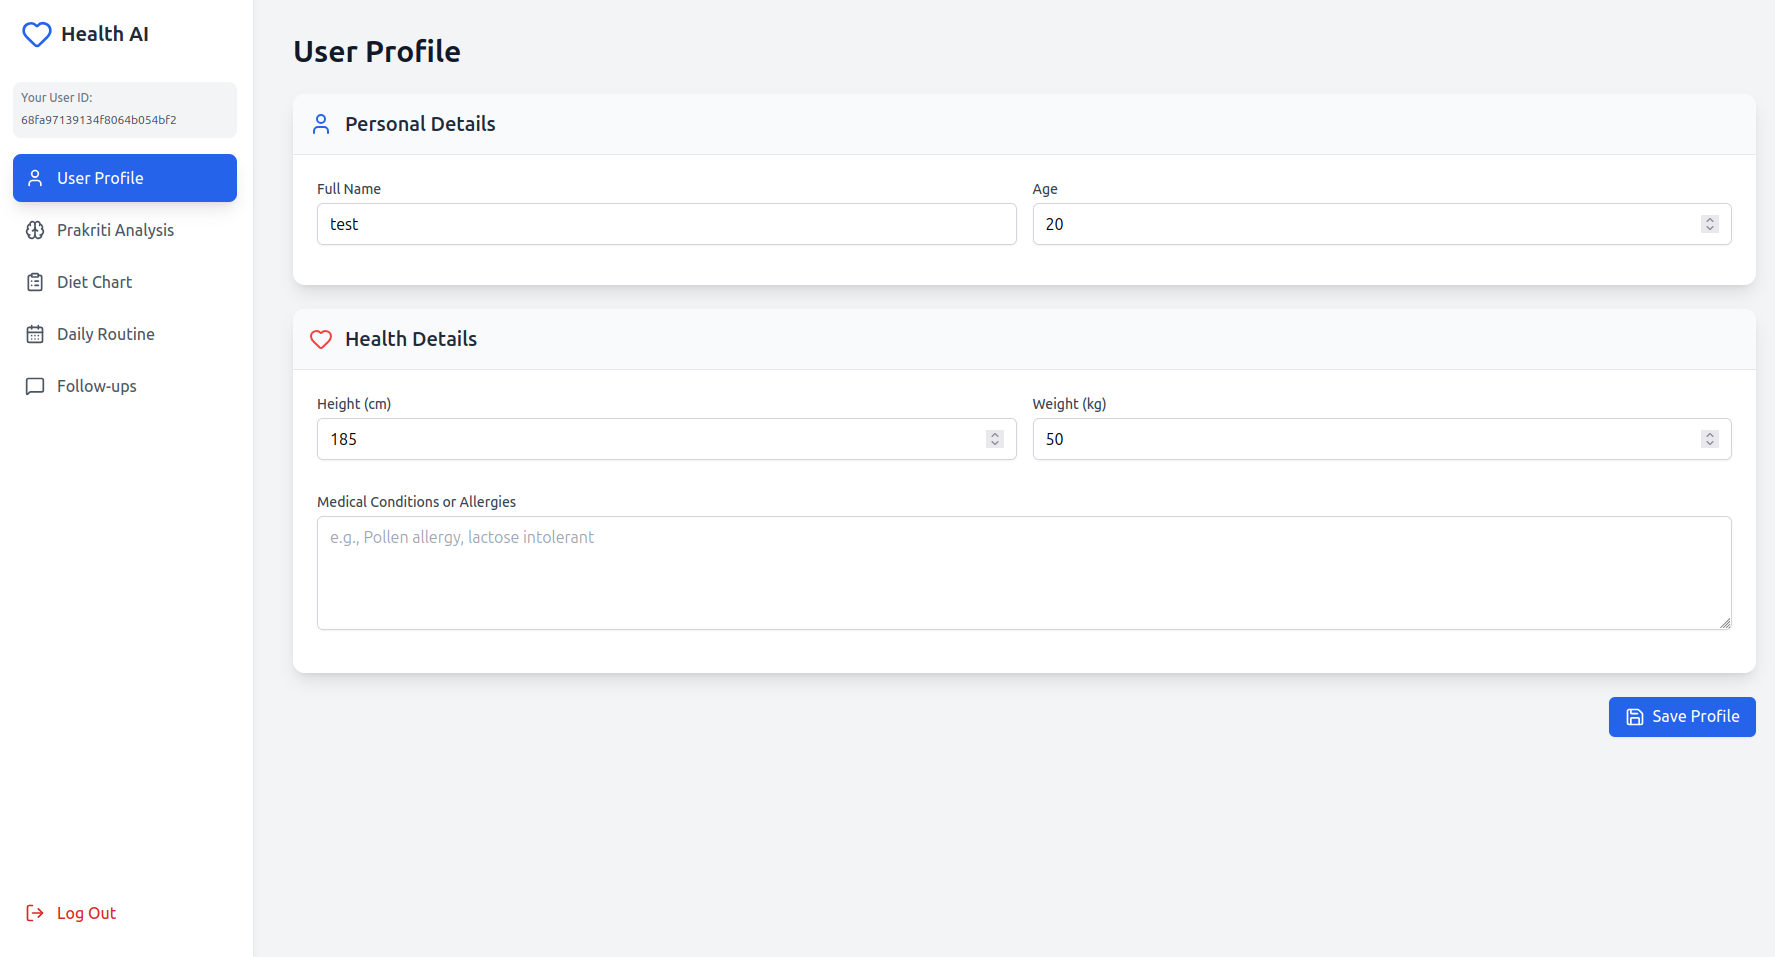 Health AI
Your User ID:
68fa97139134f8064b054bf2
User Profile
Prakriti Analysis
Diet Chart
Daily Routine
Follow-ups
Log Out
User Profile
Personal Details
Full Name
test
Age
20
Health Details
Height (cm)
185
Weight (kg)
50
Medical Conditions or Allergies
e.g., Pollen allergy, lactose intolerant
Save Profile